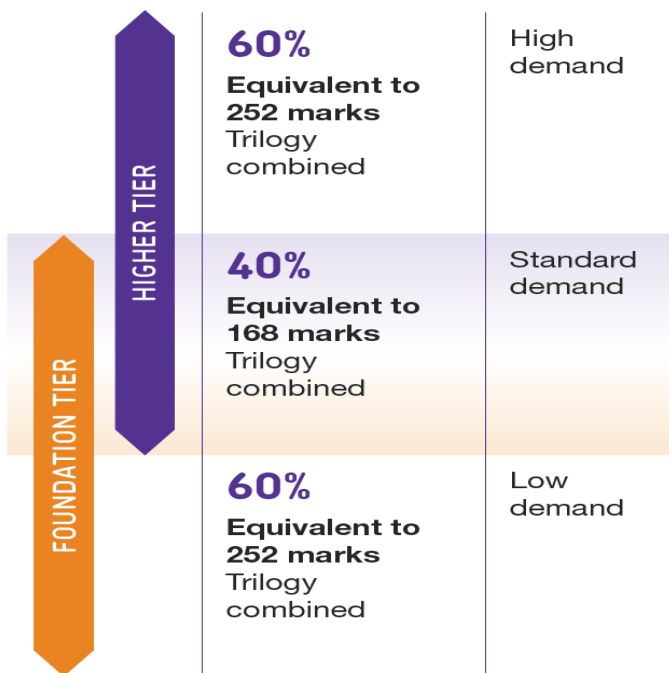 60%
Equivalent to
252 marks
Trilogy
combined
High
demand
HIGHER TIER
40%
Equivalent to
168 marks
Trilogy
combined
Standard
demand
FOUNDATION TIER
60%
Equivalent to
252 marks
Trilogy
combined
Low
demand